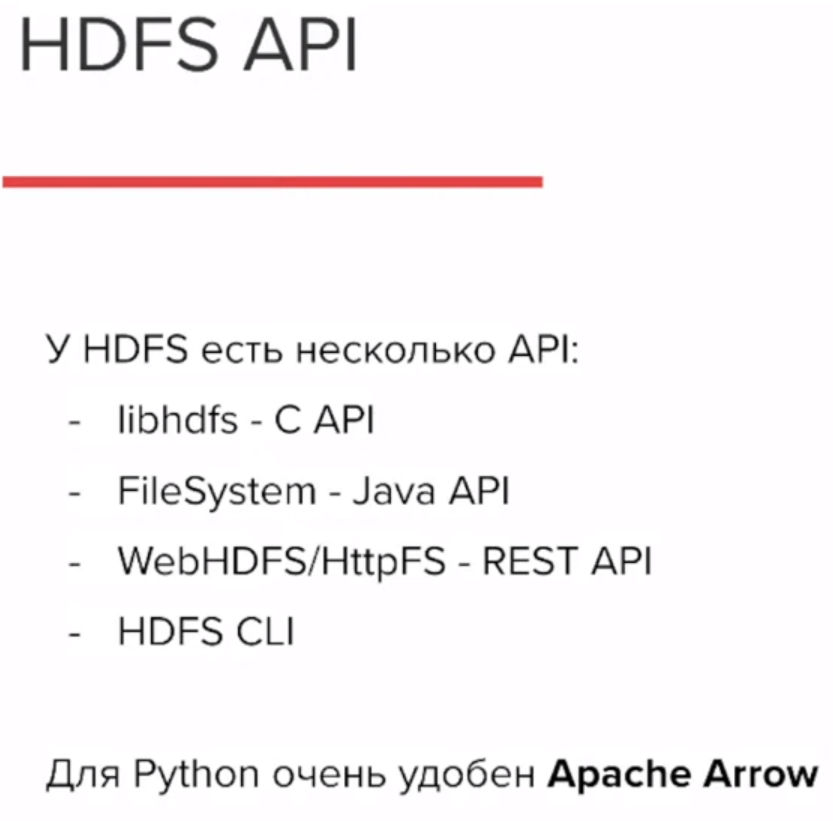 HDFS API
У HDFS есть несколько API:
- libhdfs - C API
- FileSystem - Java API
- WebHDFS/HttpFS - REST API
- HDFS CLI
Для Python очень удобен Apache Arrow